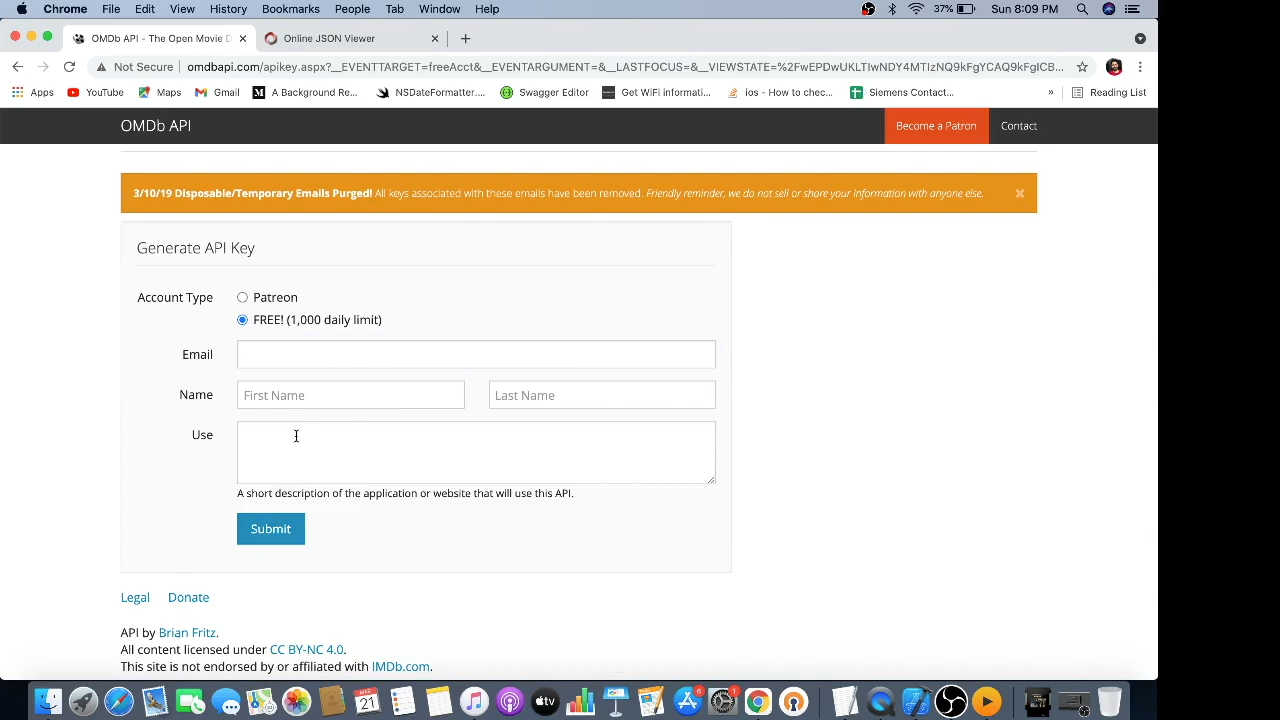 Chrome File Edit View History Bookmarks People Tab Window Help 37% Sun 8:09 PM
OMDb API - The Open Movie D Online JSON Viewer
Not Secure omdbapi.com/apikey.aspx?__EVENTTARGET=freeAcct&__EVENTARGUMENT=&__LASTFOCUS=&__VIEWSTATE=%2FwEPDwUKLTIwNDY4MTIzNQ9kFgYCAQ9kFgICB...
Apps YouTube Maps Gmail A Background Re... NSDateFormatter.... Swagger Editor Get WiFi informati... ios - How to chec... Siemens Contact... » Reading List
OMDb API Become a Patron Contact
3/10/19 Disposable/Temporary Emails Purged! All keys associated with these emails have been removed. Friendly reminder, we do not sell or share your information with anyone else. ×
Generate API Key
Account Type Patreon
FREE! (1,000 daily limit)
Email
Name First Name Last Name
Use
A short description of the application or website that will use this API.
Submit
Legal Donate
API by Brian Fritz.
All content licensed under CC BY-NC 4.0.
This site is not endorsed by or affiliated with IMDb.com.